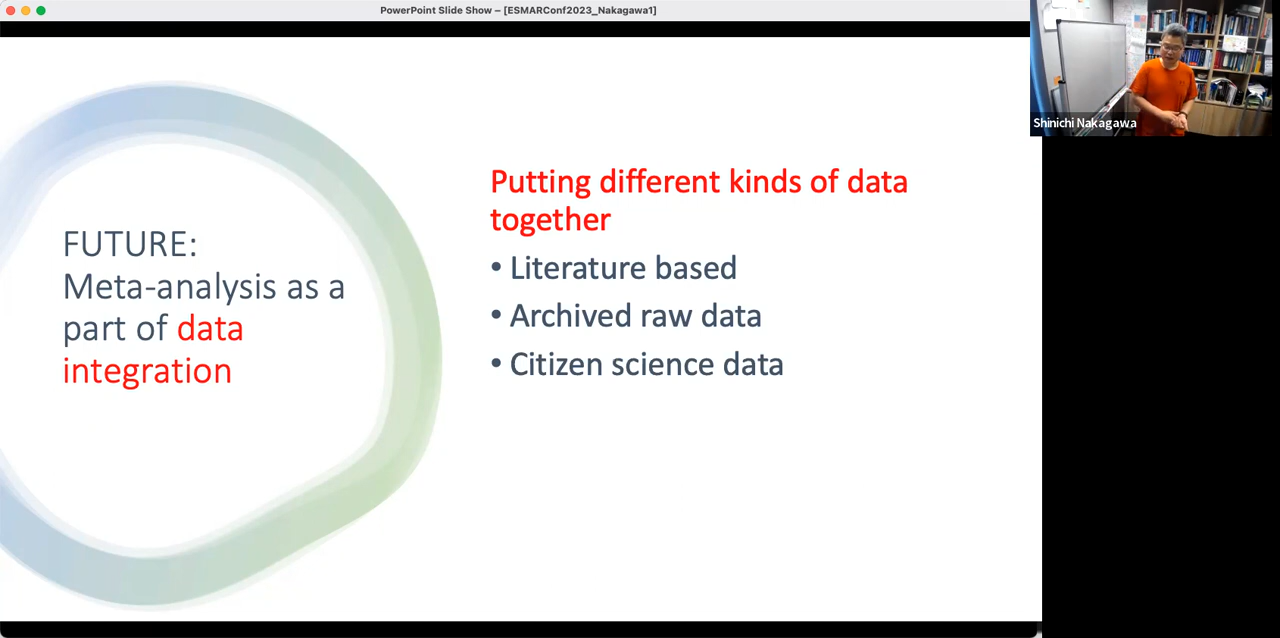 PowerPoint Slide Show – [ESMARConf2023_Nakagawa1]
FUTURE:
Meta-analysis as a
part of data
integration
Putting different kinds of data
together
• Literature based
• Archived raw data
• Citizen science data
Shinichi Nakagawa